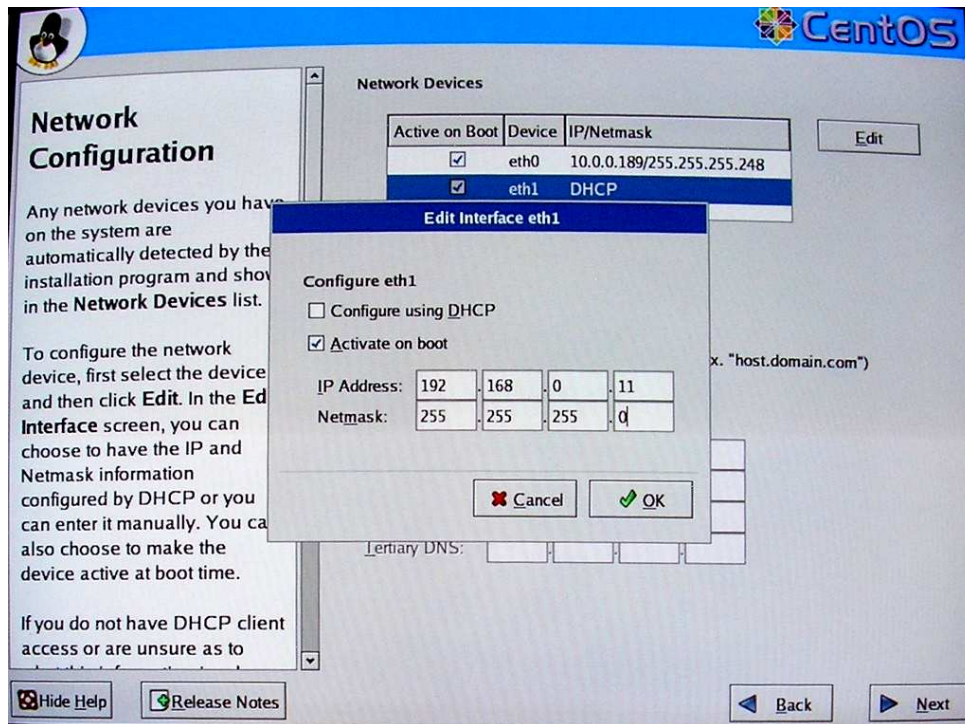 CentOS
Network
Configuration
Any network devices you have
on the system are
automatically detected by the
installation program and show
in the Network Devices list.
To configure the network
device, first select the device
and then click Edit. In the Ed
Interface screen, you can
choose to have the IP and
Netmask information
configured by DHCP or you
can enter it manually. You ca
also choose to make the
device active at boot time.
If you do not have DHCP client
access or are unsure as to
Network Devices
Active on Boot Device IP/Netmask
eth0 10.0.0.189/255.255.255.248
eth1 DHCP
Edit
Edit Interface eth1
Configure eth1
Configure using DHCP
Activate on boot
IP Address: 192 . 168 . 0 . 11
Netmask: 255 . 255 . 255 . 0
Cancel OK
x. "host.domain.com")
Tertiary DNS:
Hide Help Release Notes Back Next